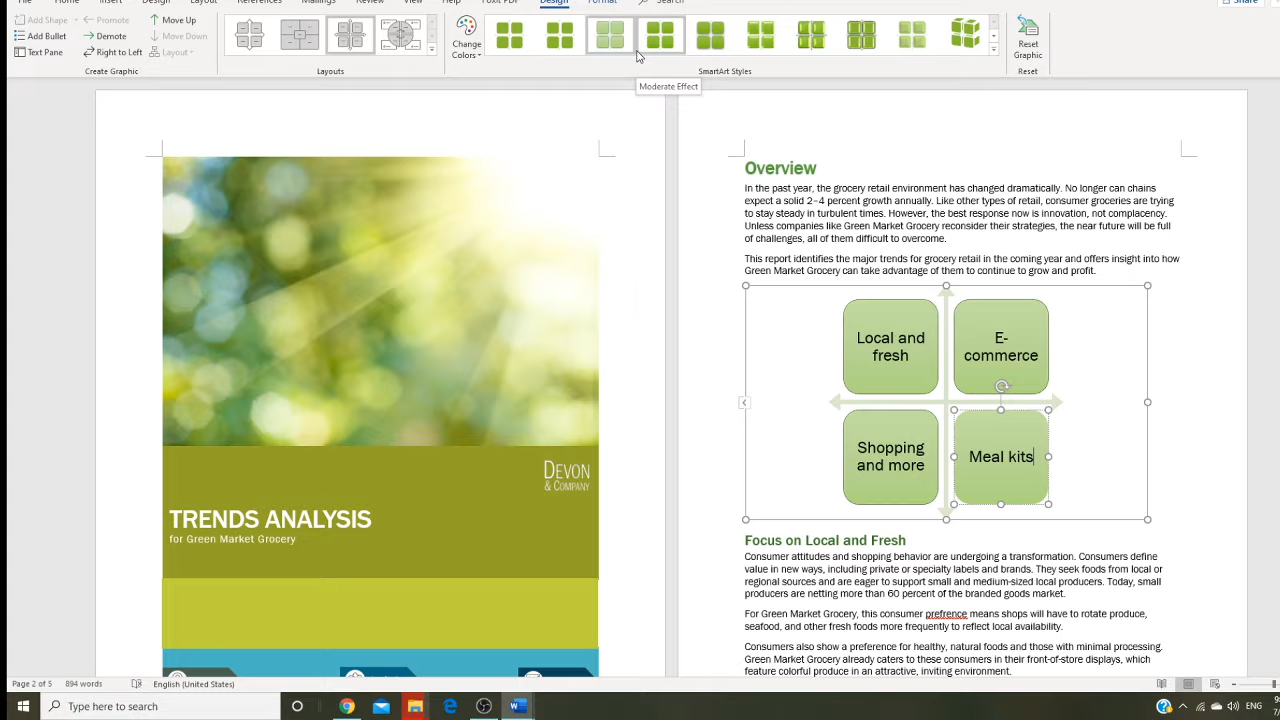 Design
Search
Share
Add Bullet
Promote
Move Up
Demote
Move Down
Text Pane
Right to Left
Layout
Create Graphic
Layouts
Change
Colors
SmartArt Styles
Reset
Graphic
Reset
Moderate Effect
DEVON
& COMPANY
TRENDS ANALYSIS
for Green Market Grocery
Overview
In the past year, the grocery retail environment has changed dramatically. No longer can chains
expect a solid 2–4 percent growth annually. Like other types of retail, consumer groceries are trying
to stay steady in turbulent times. However, the best response now is innovation, not complacency.
Unless companies like Green Market Grocery reconsider their strategies, the near future will be full
of challenges, all of them difficult to overcome.
This report identifies the major trends for grocery retail in the coming year and offers insight into how
Green Market Grocery can take advantage of them to continue to grow and profit.
Local and
fresh
E-
commerce
Shopping
and more
Meal kits
Focus on Local and Fresh
Consumer attitudes and shopping behavior are undergoing a transformation. Consumers define
value in new ways, including private or specialty labels and brands. They seek foods from local or
regional sources and are eager to support small and medium-sized local producers. Today, small
producers are netting more than 60 percent of the branded goods market.
For Green Market Grocery, this consumer prefrence means shops will have to rotate produce,
seafood, and other fresh foods more frequently to reflect local availability.
Consumers also show a preference for healthy, natural foods and those with minimal processing.
Green Market Grocery already caters to these consumers in their front-of-store displays, which
feature colorful produce in an attractive, inviting environment.
Page 2 of 5
894 words
English (United States)
Type here to search